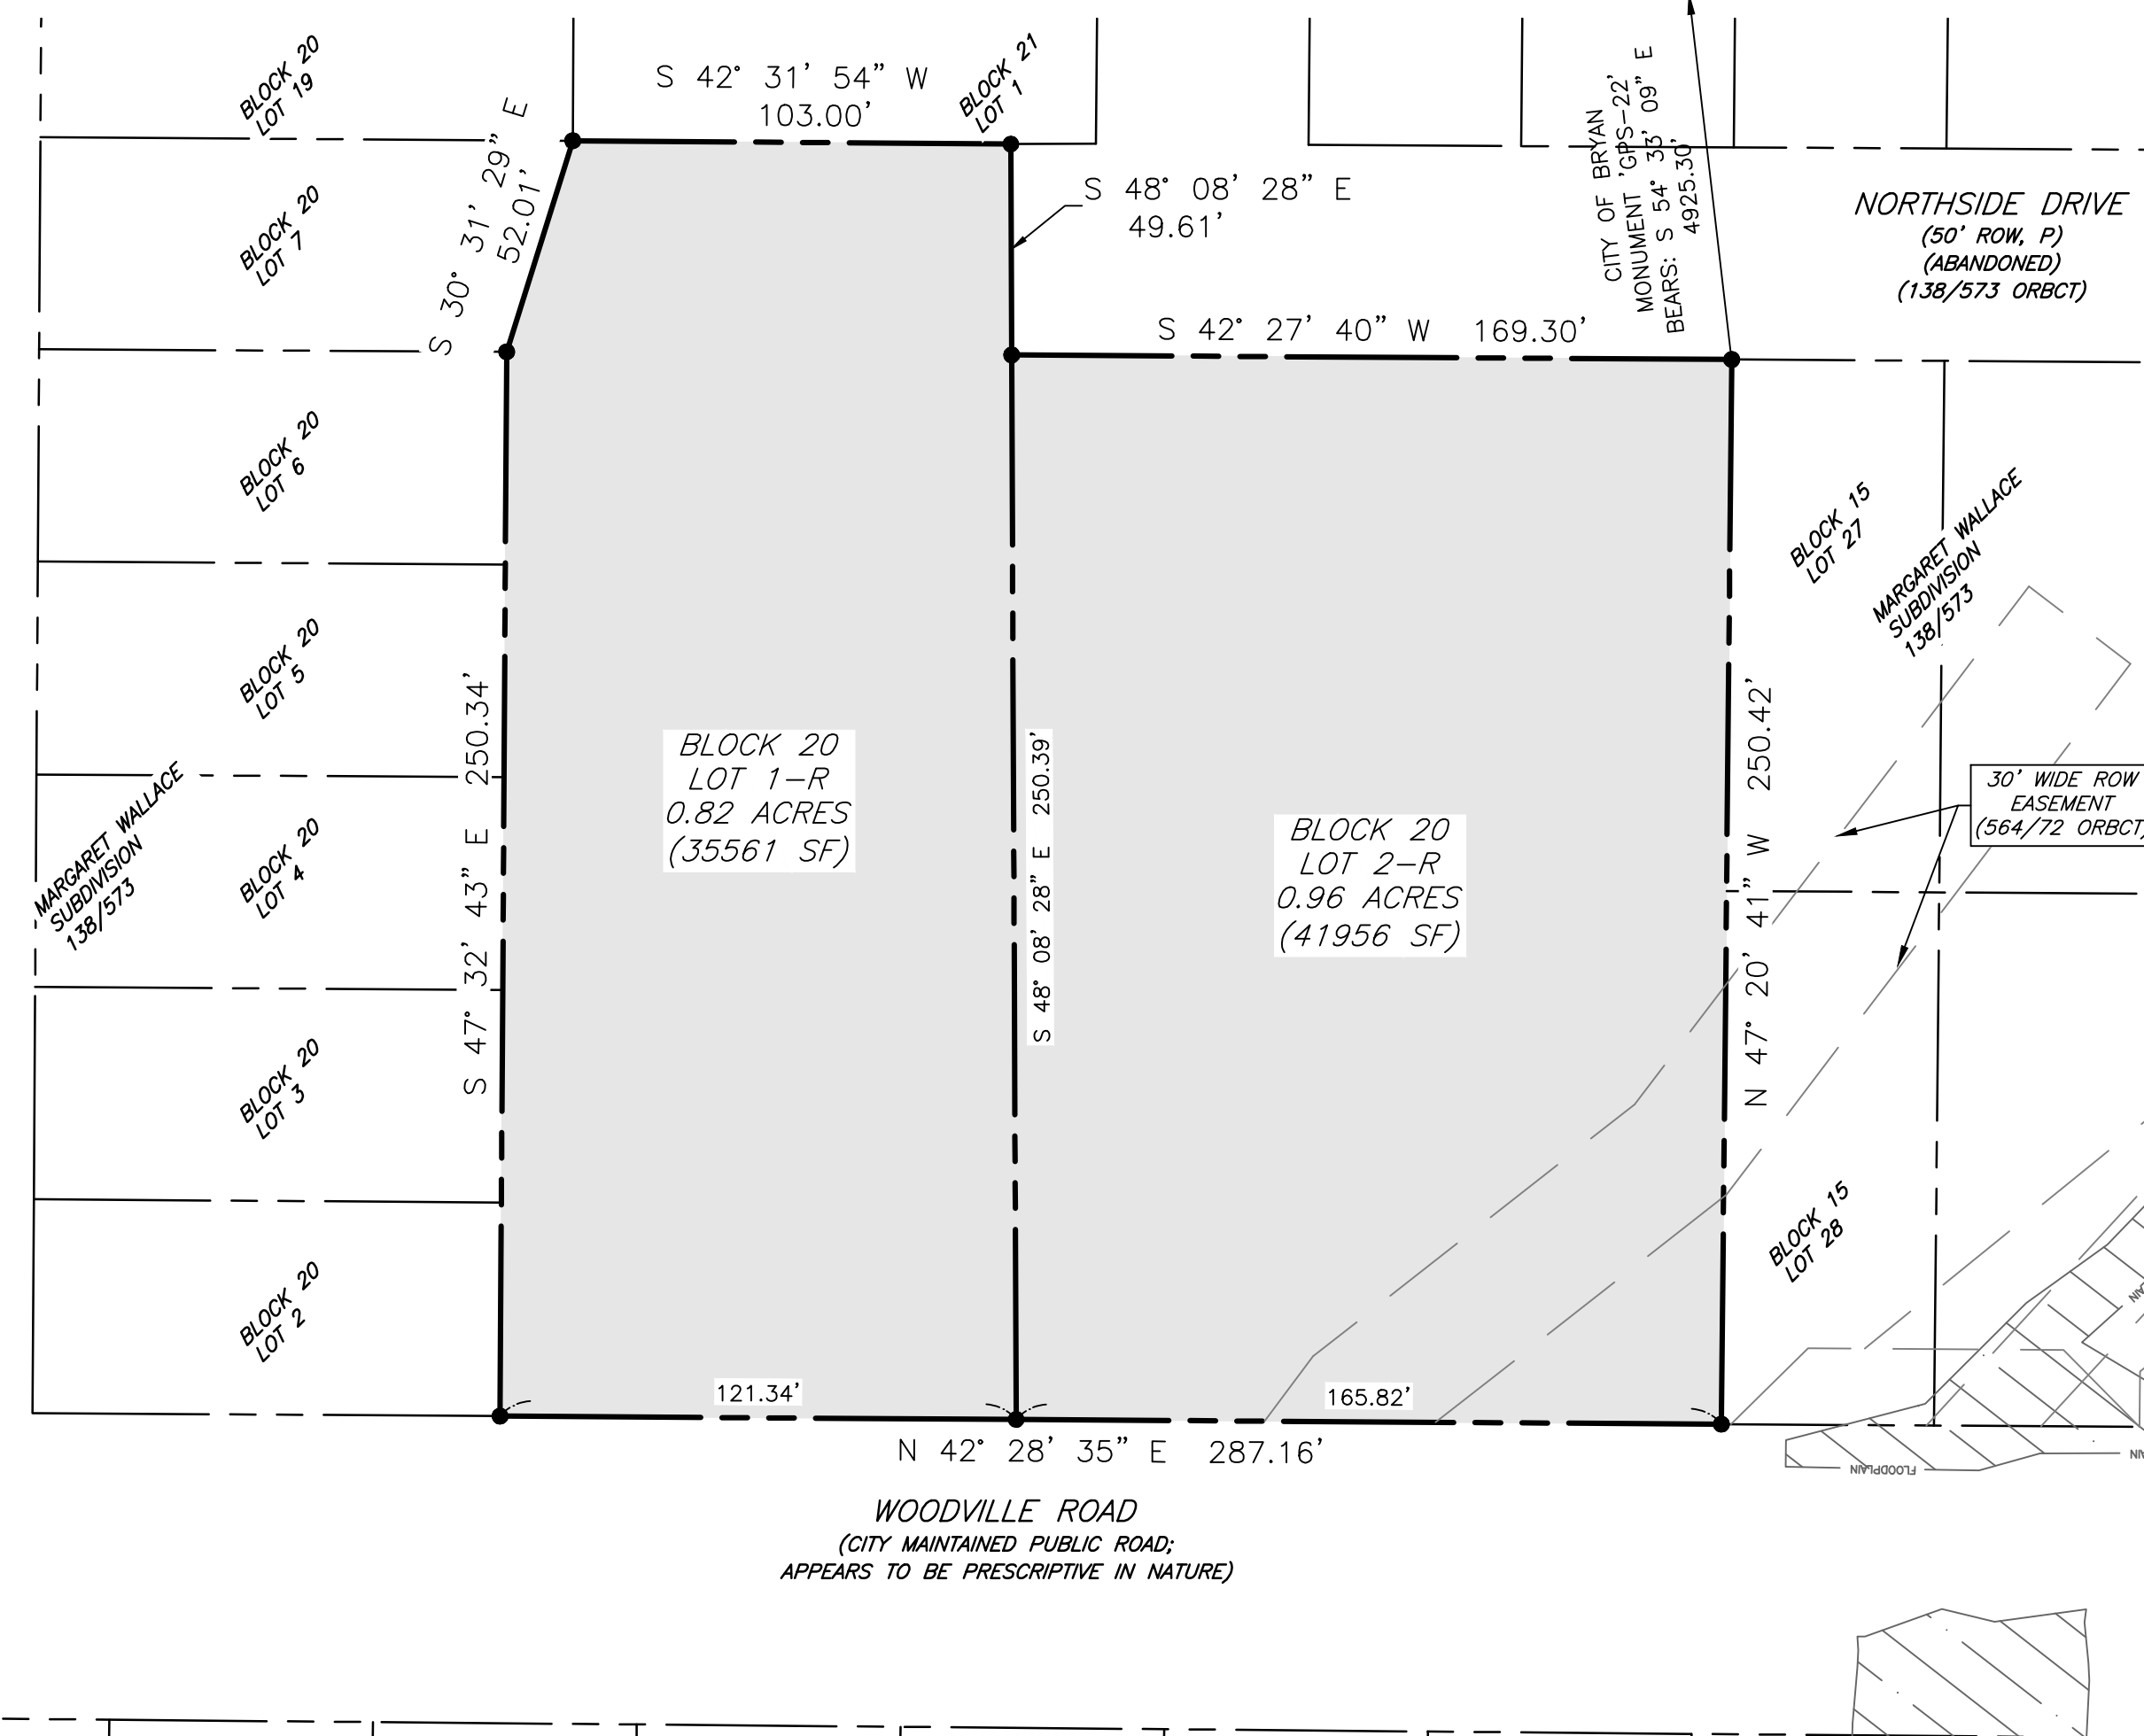 BLOCK 20
LOT 19
S 42° 31' 54" W
103.00'
BLOCK 21
LOT 1
S 30° 31' 29" E
52.01'
S 48° 08' 28" E
49.61'
CITY OF BRYAN
MONUMENT 'GPS-22'
BEARS: S 54° 33' 09" E
4925.30'
NORTHSIDE DRIVE
(50' ROW, P)
(ABANDONED)
(138/573 ORBCT)
BLOCK 20
LOT 7
S 42° 27' 40" W 169.30'
BLOCK 20
LOT 6
BLOCK 15
LOT 27
MARGARET WALLACE
SUBDIVISION
138/573
BLOCK 20
LOT 5
S 47° 32' 43" E 250.34'
BLOCK 20
LOT 1-R
0.82 ACRES
(35561 SF)
S 48° 08' 28" E 250.39'
BLOCK 20
LOT 2-R
0.96 ACRES
(41956 SF)
N 47° 20' 41" W 250.42'
30' WIDE ROW
EASEMENT
(564/72 ORBCT)
MARGARET WALLACE
SUBDIVISION
138/573
BLOCK 20
LOT 4
BLOCK 20
LOT 3
BLOCK 15
LOT 28
BLOCK 20
LOT 2
121.34'
165.82'
N 42° 28' 35" E 287.16'
FLOODPLAIN
WOODVILLE ROAD
(CITY MAINTAINED PUBLIC ROAD;
APPEARS TO BE PRESCRIPTIVE IN NATURE)